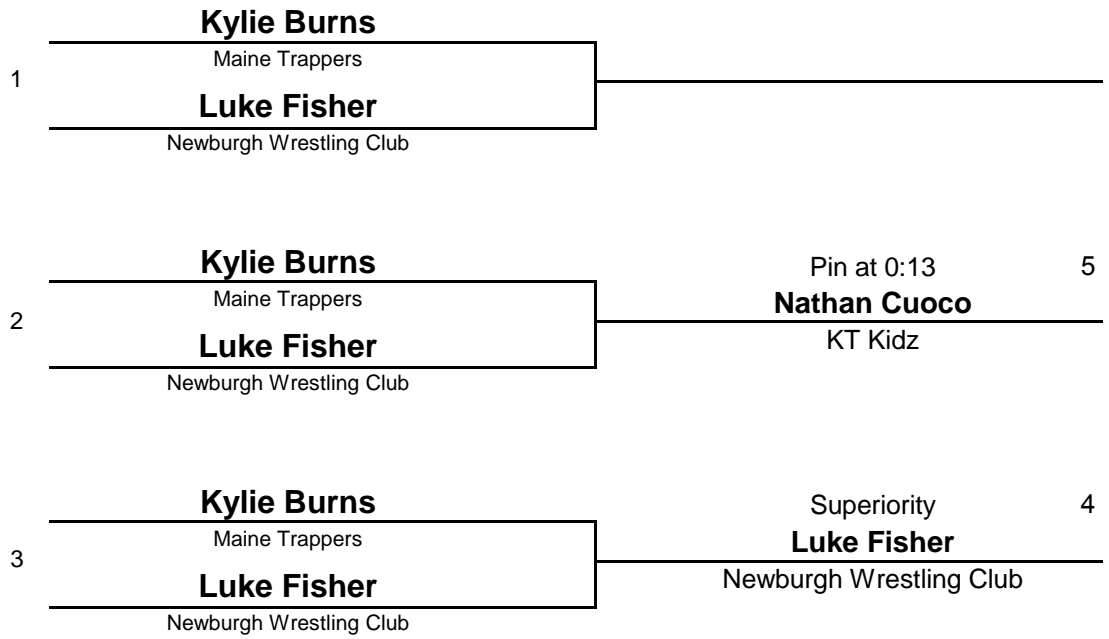 Kylie Burns
Maine Trappers
1
Luke Fisher
Newburgh Wrestling Club
Kylie Burns
Maine Trappers
2
Luke Fisher
Newburgh Wrestling Club
Pin at 0:13 5
Nathan Cuoco
KT Kidz
Kylie Burns
Maine Trappers
3
Luke Fisher
Newburgh Wrestling Club
Superiority 4
Luke Fisher
Newburgh Wrestling Club